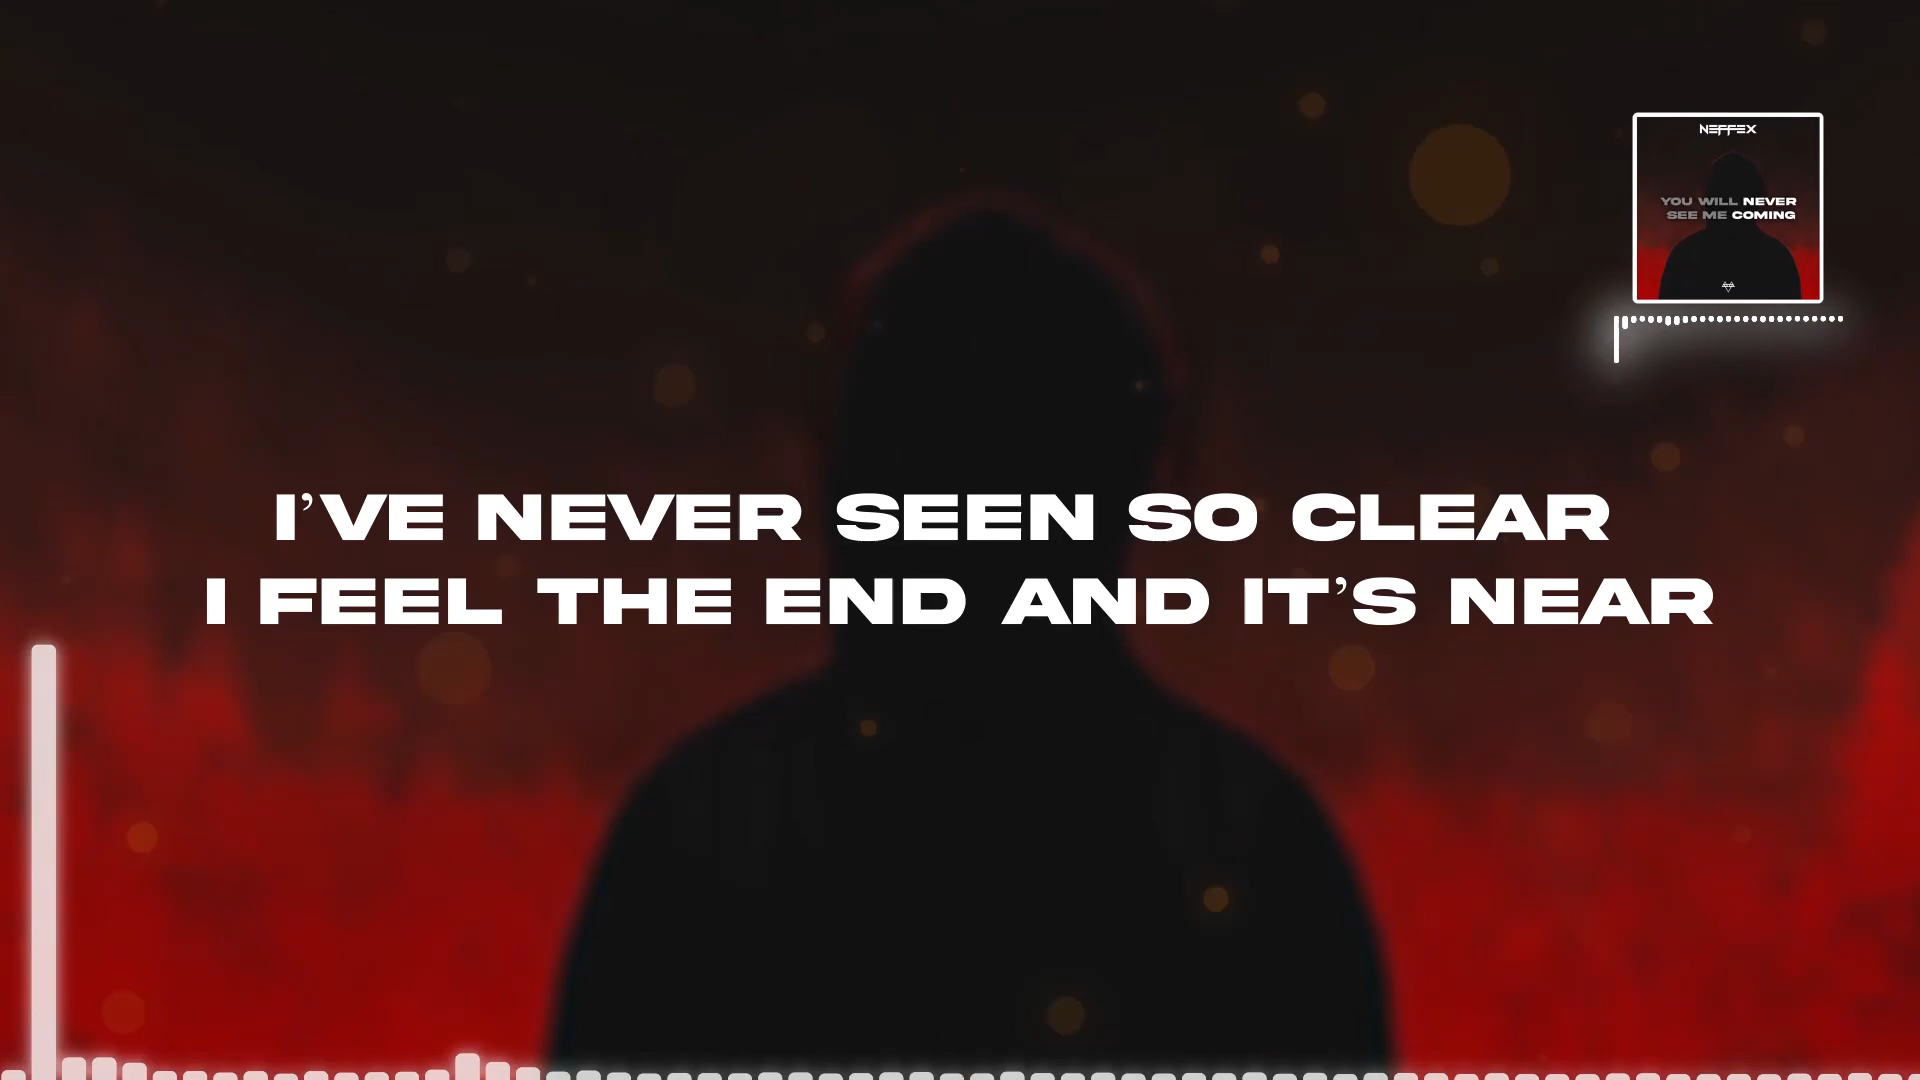 NEFFEX
YOU WILL NEVER
SEE ME COMING
I’VE NEVER SEEN SO CLEAR
I FEEL THE END AND IT’S NEAR